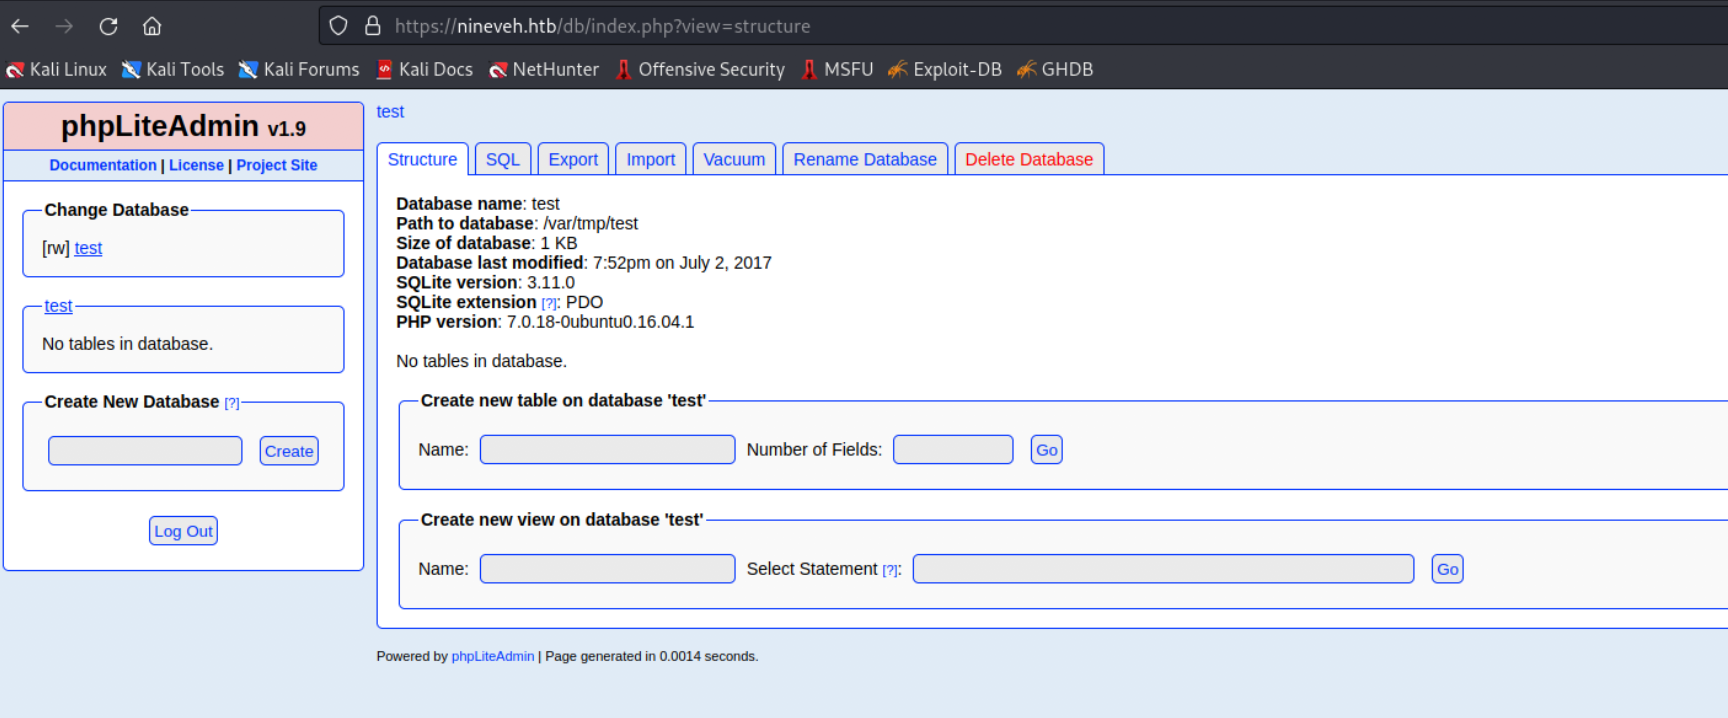 https://nineveh.htb/db/index.php?view=structure
Kali Linux Kali Tools Kali Forums Kali Docs NetHunter Offensive Security MSFU Exploit-DB GHDB
phpLiteAdmin v1.9
Documentation | License | Project Site
Change Database
[rw] test
test
No tables in database.
Create New Database [?]
Create
Log Out
test
Structure SQL Export Import Vacuum Rename Database Delete Database
Database name: test
Path to database: /var/tmp/test
Size of database: 1 KB
Database last modified: 7:52pm on July 2, 2017
SQLite version: 3.11.0
SQLite extension [?]: PDO
PHP version: 7.0.18-0ubuntu0.16.04.1
No tables in database.
Create new table on database 'test'
Name: Number of Fields: Go
Create new view on database 'test'
Name: Select Statement [?]: Go
Powered by phpLiteAdmin | Page generated in 0.0014 seconds.